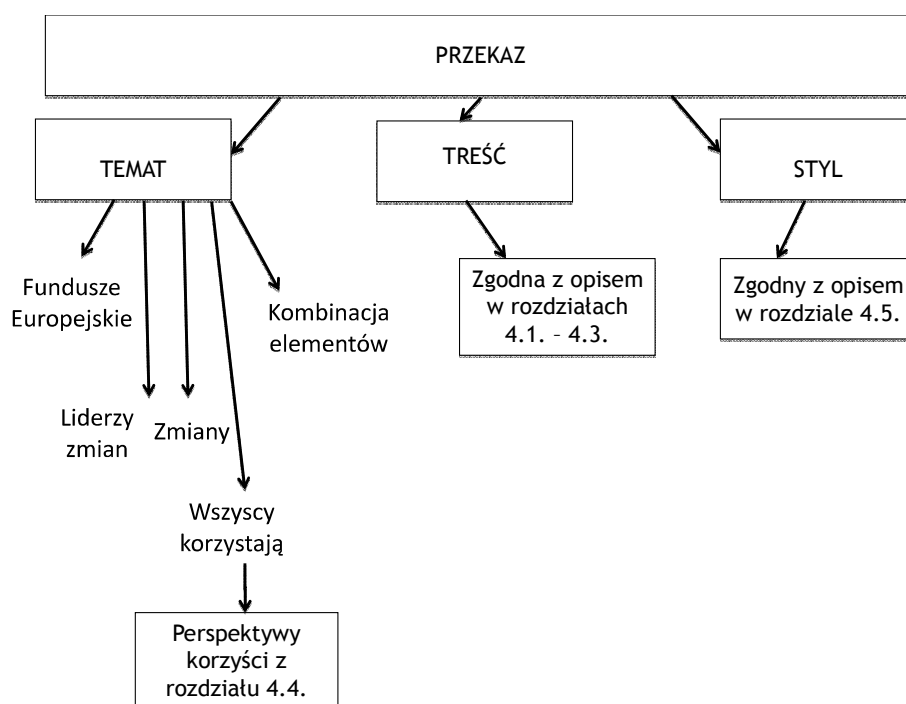 PRZEKAZ
TEMAT
TREŚĆ
STYL
Fundusze
Europejskie
Kombinacja
elementów
Zgodna z opisem
w rozdziałach
4.1. – 4.3.
Zgodny z opisem
w rozdziale 4.5.
Liderzy
zmian
Zmiany
Wszyscy
korzystają
Perspektywy
korzyści z
rozdziału 4.4.